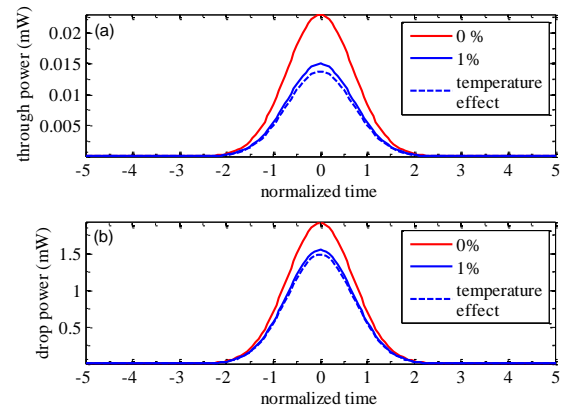 (a)
through power (mW)
0.02
0.015
0.01
0.005
0 %
1%
temperature
effect
-5 -4 -3 -2 -1 0 1 2 3 4 5
normalized time
(b)
drop power (mW)
1.5
1
0.5
0%
1%
temperature
effect
-5 -4 -3 -2 -1 0 1 2 3 4 5
normalized time